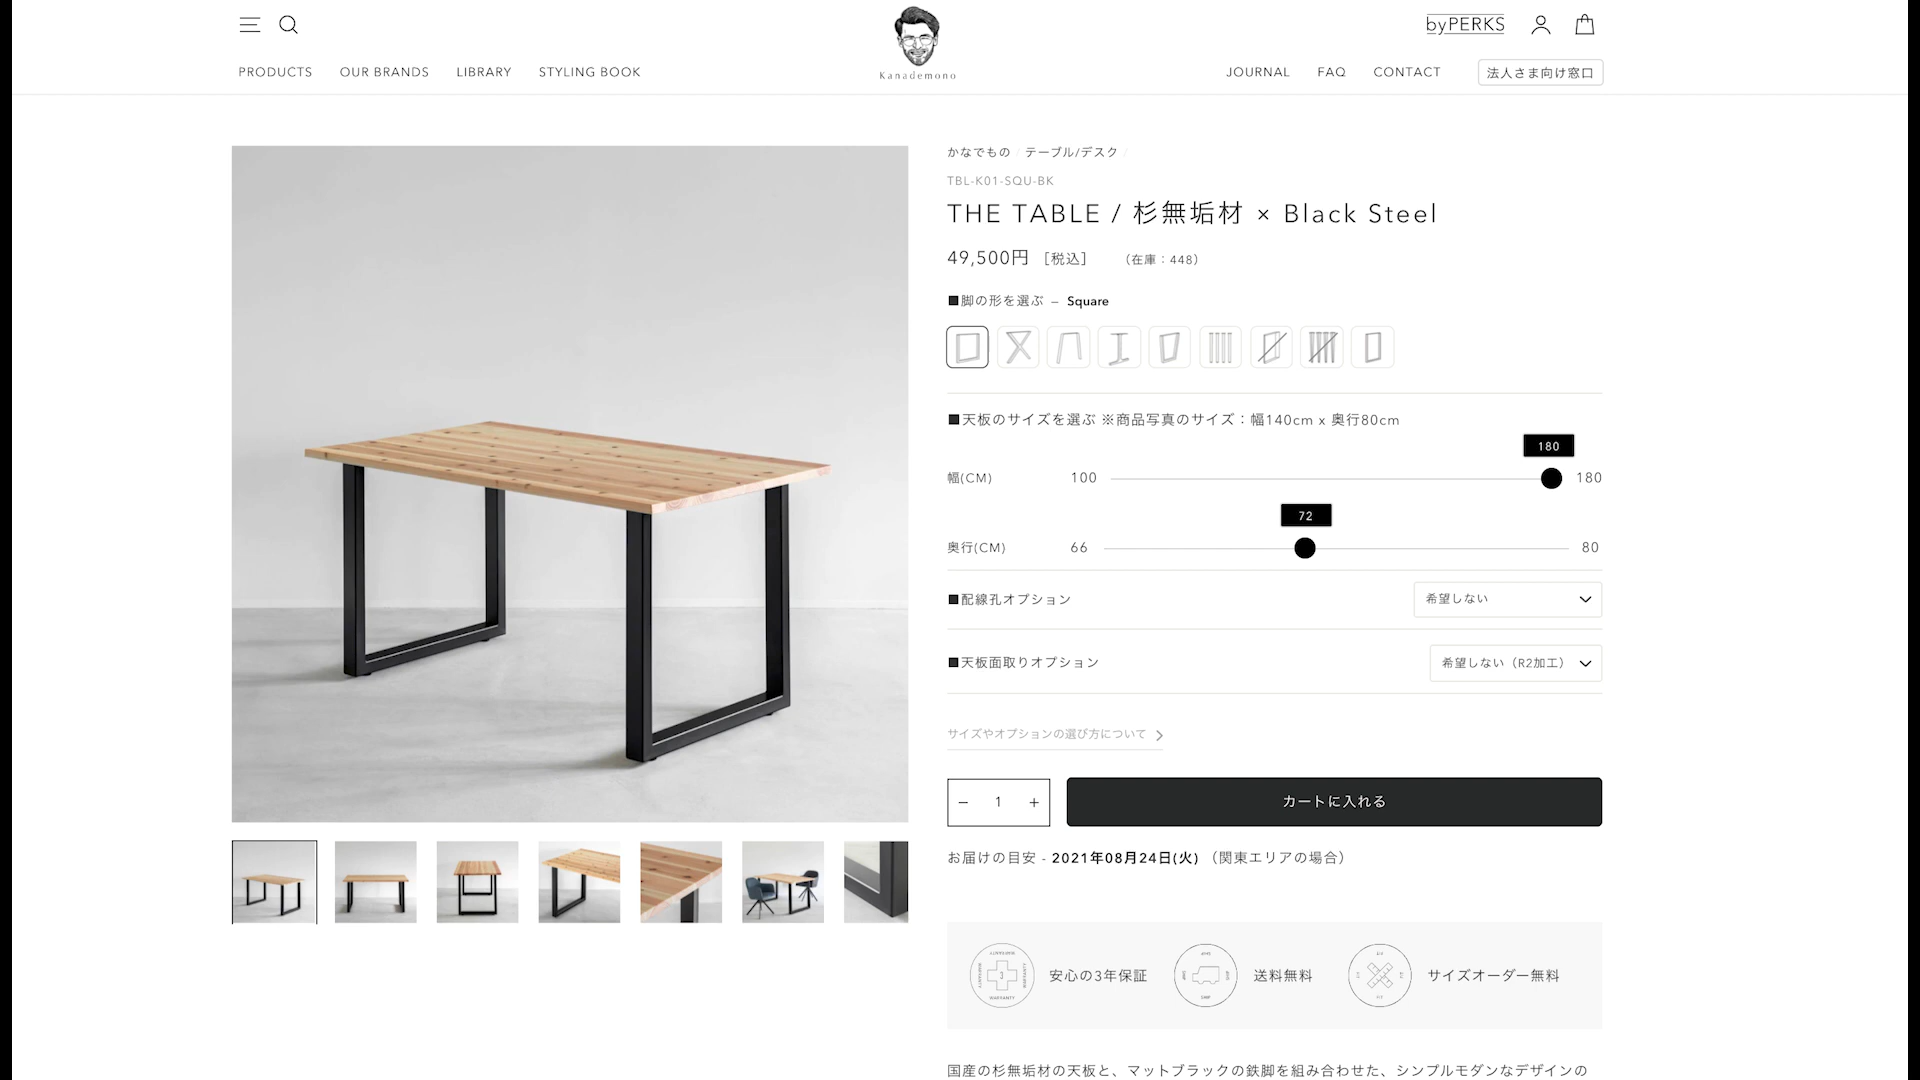 byPERKS
Kanademono
PRODUCTS OUR BRANDS LIBRARY STYLING BOOK
JOURNAL FAQ CONTACT 法人さま向け窓口
かなでもの / テーブル/デスク /
TBL-K01-SQU-BK
THE TABLE / 杉無垢材 × Black Steel
49,500円 [税込] （在庫：448）
■脚の形を選ぶ — Square
■天板のサイズを選ぶ ※商品写真のサイズ：幅140cm x 奥行80cm
180
幅(CM) 100 180
72
奥行(CM) 66 80
■配線孔オプション 希望しない
■天板面取りオプション 希望しない（R2加工）
サイズやオプションの選び方について
− 1 + カートに入れる
お届けの目安 - 2021年08月24日(火) （関東エリアの場合）
安心の3年保証 送料無料 サイズオーダー無料
国産の杉無垢材の天板と、マットブラックの鉄脚を組み合わせた、シンプルモダンなデザインの